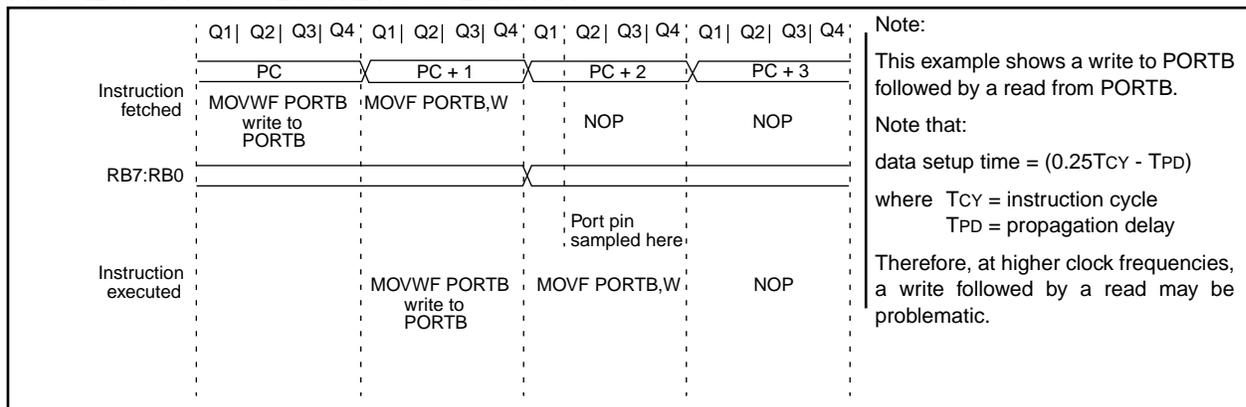 Q1| Q2| Q3| Q4 Q1| Q2| Q3| Q4 Q1 Q2| Q3| Q4 Q1| Q2| Q3| Q4
PC PC + 1 PC + 2 PC + 3
Instruction
fetched
MOVWF PORTB
write to
PORTB
MOVF PORTB,W
NOP
NOP
RB7:RB0
Port pin
sampled here
Instruction
executed
MOVWF PORTB
write to
PORTB
MOVF PORTB,W
NOP
Note:
This example shows a write to PORTB
followed by a read from PORTB.
Note that:
data setup time = (0.25TCY - TPD)
where TCY = instruction cycle
TPD = propagation delay
Therefore, at higher clock frequencies,
a write followed by a read may be
problematic.